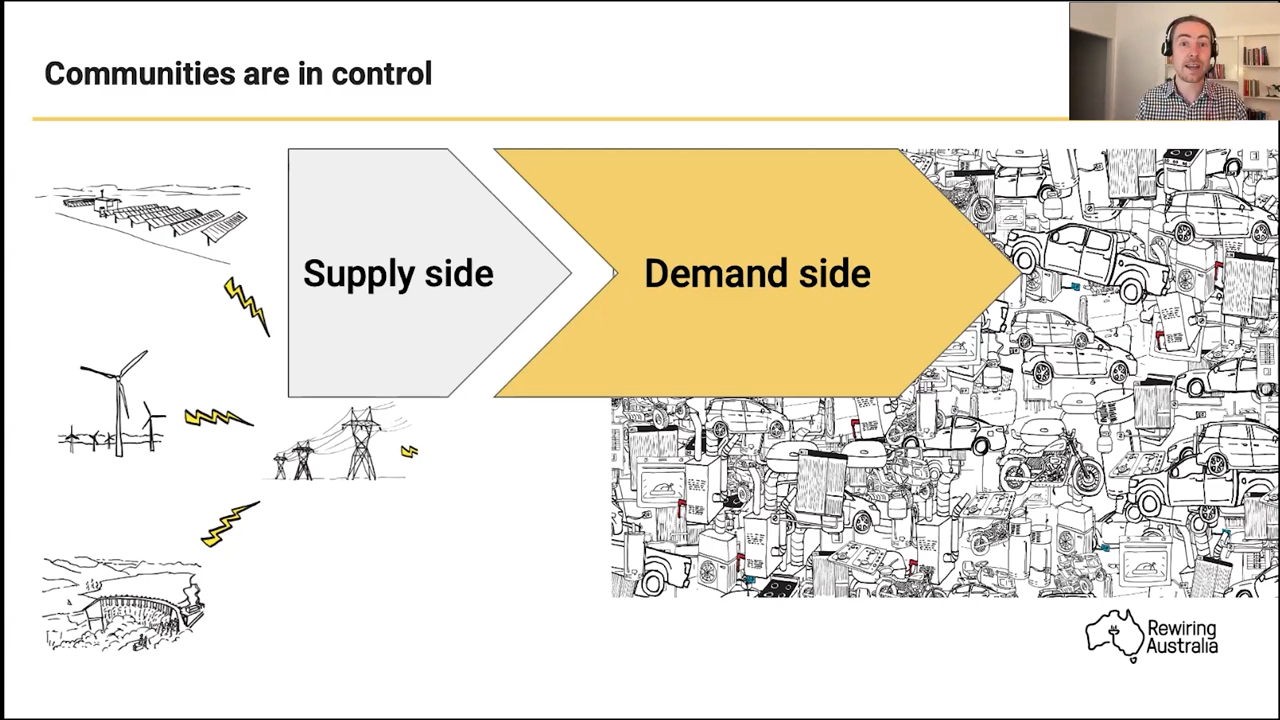 Communities are in control
Supply side
Demand side
Rewiring
Australia